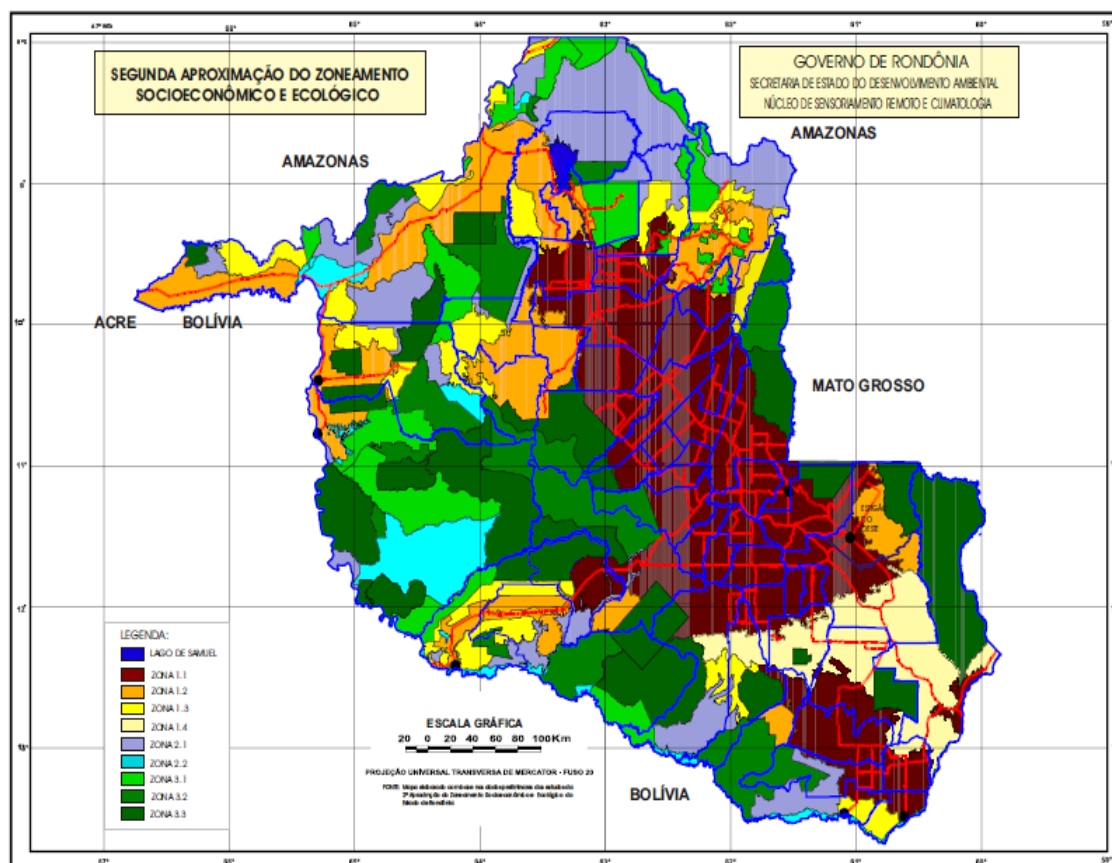 SEGUNDA APROXIMAÇÃO DO ZONEAMENTO
SOCIOECONÔMICO E ECOLÓGICO
GOVERNO DE RONDÔNIA
SECRETARIA DE ESTADO DO DESENVOLVIMENTO AMBIENTAL
NÚCLEO DE SENSORIAMENTO REMOTO E CLIMATOLOGIA
AMAZONAS
AMAZONAS
ACRE
BOLÍVIA
MATO GROSSO
DO
OESTE
LEGENDA:
LAGO DE SAMUEL
ZONA 1.1
ZONA 1.2
ZONA 1.3
ZONA 1.4
ZONA 2.1
ZONA 2.2
ZONA 3.1
ZONA 3.2
ZONA 3.3
ESCALA GRÁFICA
20 0 20 40 60 80 100Km
PROJEÇÃO UNIVERSAL TRANSVERSA DE MERCATOR - FUSO 20
BOLÍVIA